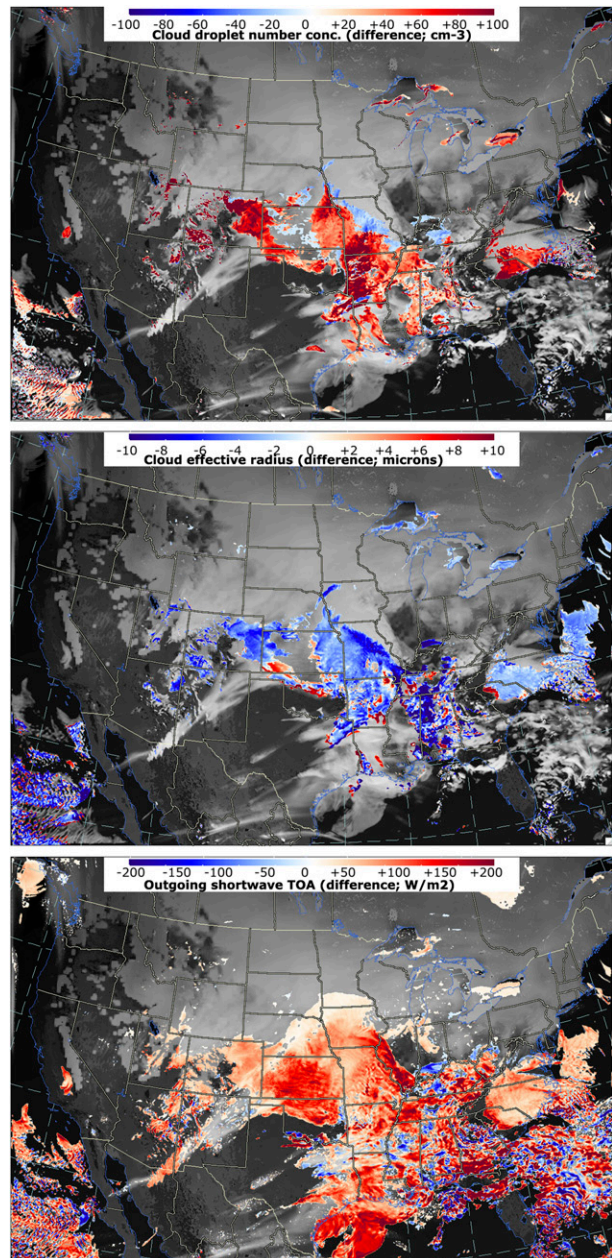 -100 -80 -60 -40 -20 0 +20 +40 +60 +80 +100
Cloud droplet number conc. (difference; cm-3)
-10 -8 -6 -4 -2 0 +2 +4 +6 +8 +10
Cloud effective radius (difference; microns)
-200 -150 -100 -50 0 +50 +100 +150 +200
Outgoing shortwave TOA (difference; W/m2)